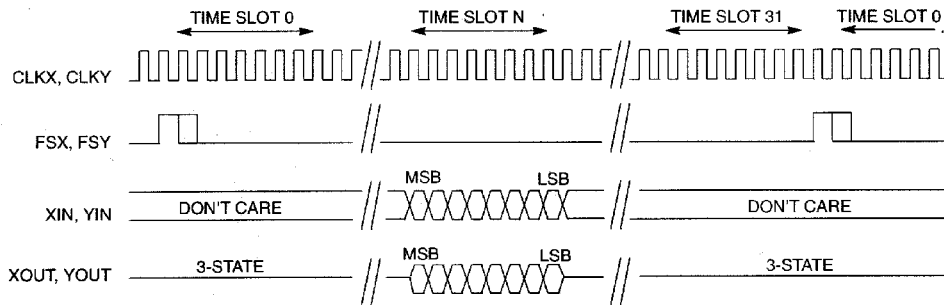 TIME SLOT 0 TIME SLOT N TIME SLOT 31 TIME SLOT 0
CLKX, CLKY
FSX, FSY
MSB LSB
XIN, YIN DON'T CARE DON'T CARE
MSB LSB
XOUT, YOUT 3-STATE 3-STATE